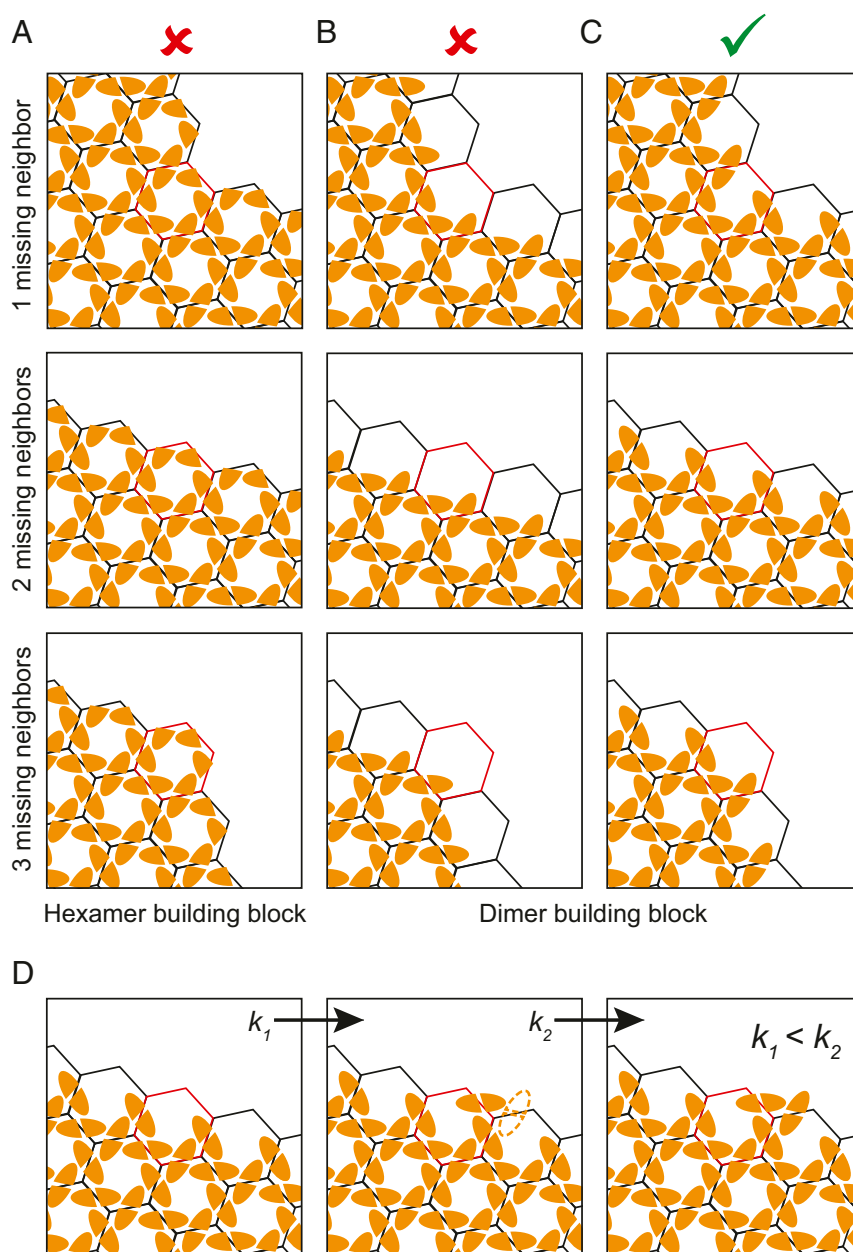 A
B
C
1 missing neighbor
2 missing neighbors
3 missing neighbors
Hexamer building block
Dimer building block
D
k1
k2
k1 < k2